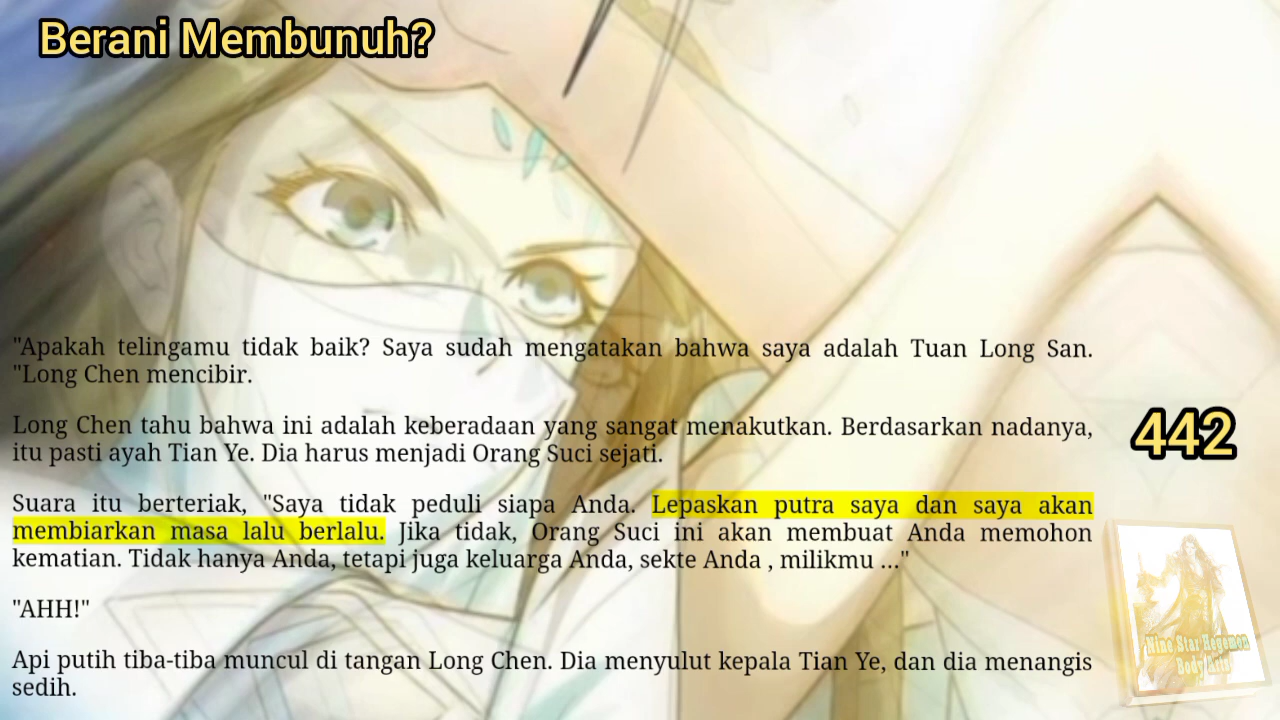 Berani Membunuh?
"Apakah telingamu tidak baik? Saya sudah mengatakan bahwa saya adalah Tuan Long San.
"Long Chen mencibir.
Long Chen tahu bahwa ini adalah keberadaan yang sangat menakutkan. Berdasarkan nadanya,
itu pasti ayah Tian Ye. Dia harus menjadi Orang Suci sejati.
442
Suara itu berteriak, "Saya tidak peduli siapa Anda. Lepaskan putra saya dan saya akan
membiarkan masa lalu berlalu. Jika tidak, Orang Suci ini akan membuat Anda memohon
kematian. Tidak hanya Anda, tetapi juga keluarga Anda, sekte Anda , milikmu ..."
"AHH!"
Api putih tiba-tiba muncul di tangan Long Chen. Dia menyulut kepala Tian Ye, dan dia menangis
sedih.
Nine Star Hegemon
Body Arts